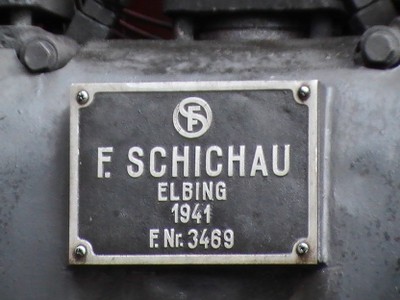 FS
F. SCHICHAU
ELBING
1941
F. Nr. 3469